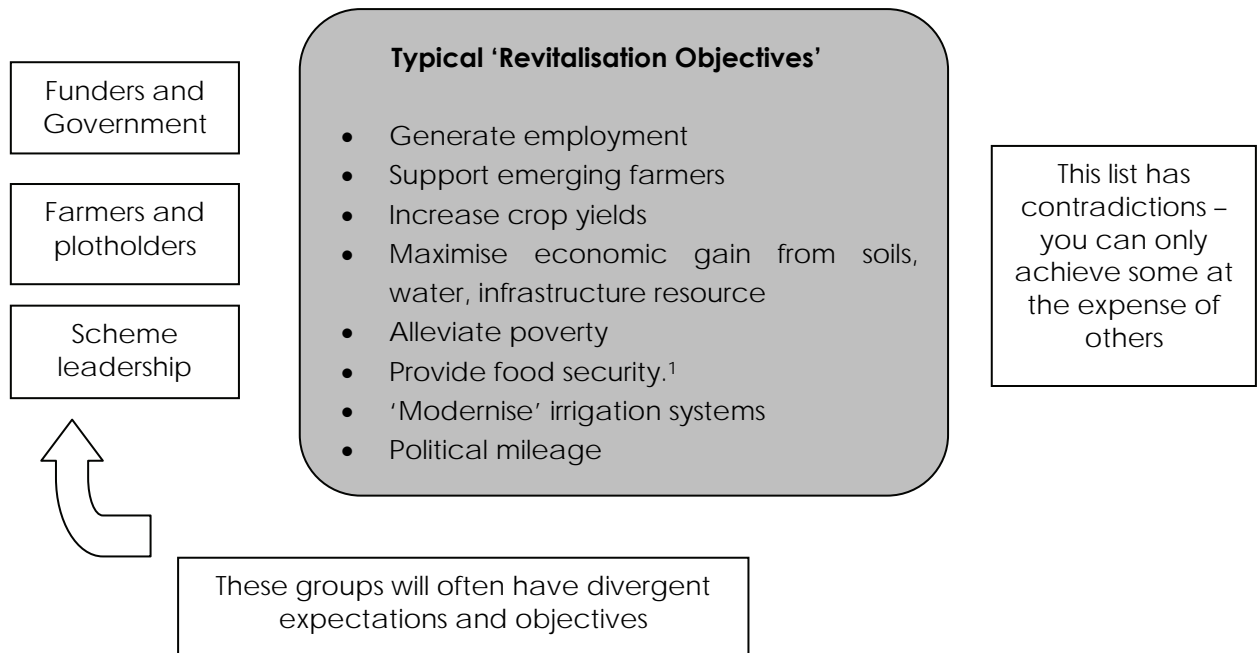 Funders and
Government
Farmers and
plotholders
Scheme
leadership
Typical ‘Revitalisation Objectives’
• Generate employment
• Support emerging farmers
• Increase crop yields
• Maximise economic gain from soils,
water, infrastructure resource
• Alleviate poverty
• Provide food security.¹
• ‘Modernise’ irrigation systems
• Political mileage
This list has
contradictions –
you can only
achieve some at
the expense of
others
These groups will often have divergent
expectations and objectives